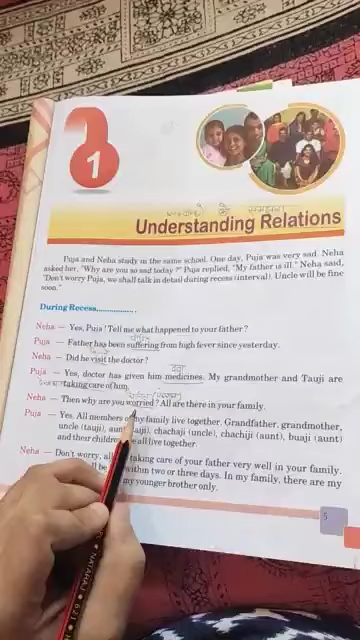 1
Understanding Relations
Puja and Neha study in the same school. One day, Puja was very sad. Neha
asked her, "Why are you so sad today ?" Puja replied, "My father is ill." Neha said,
"Don't worry Puja, we shall talk in detail during recess (interval). Uncle will be fine
soon."
During Recess...............
Neha — Yes, Puja ! Tell me what happened to your father ?
Puja — Father has been suffering from high fever since yesterday.
Neha — Did he visit the doctor ?
दवा
Puja — Yes, doctor has given him medicines. My grandmother and Tauji are
taking care of him.
Neha — Then why are you worried ? All are there in your family.
Puja — Yes. All members of my family live together. Grandfather, grandmother,
uncle (tauji), aunt chachaji (uncle), chachiji (aunt), buaji (aunt)
and their children all live together.
Neha — Don't worry, all taking care of your father very well in your family.
be within two or three days. In my family, there are my
my younger brother only.
5
NATARAJ 621